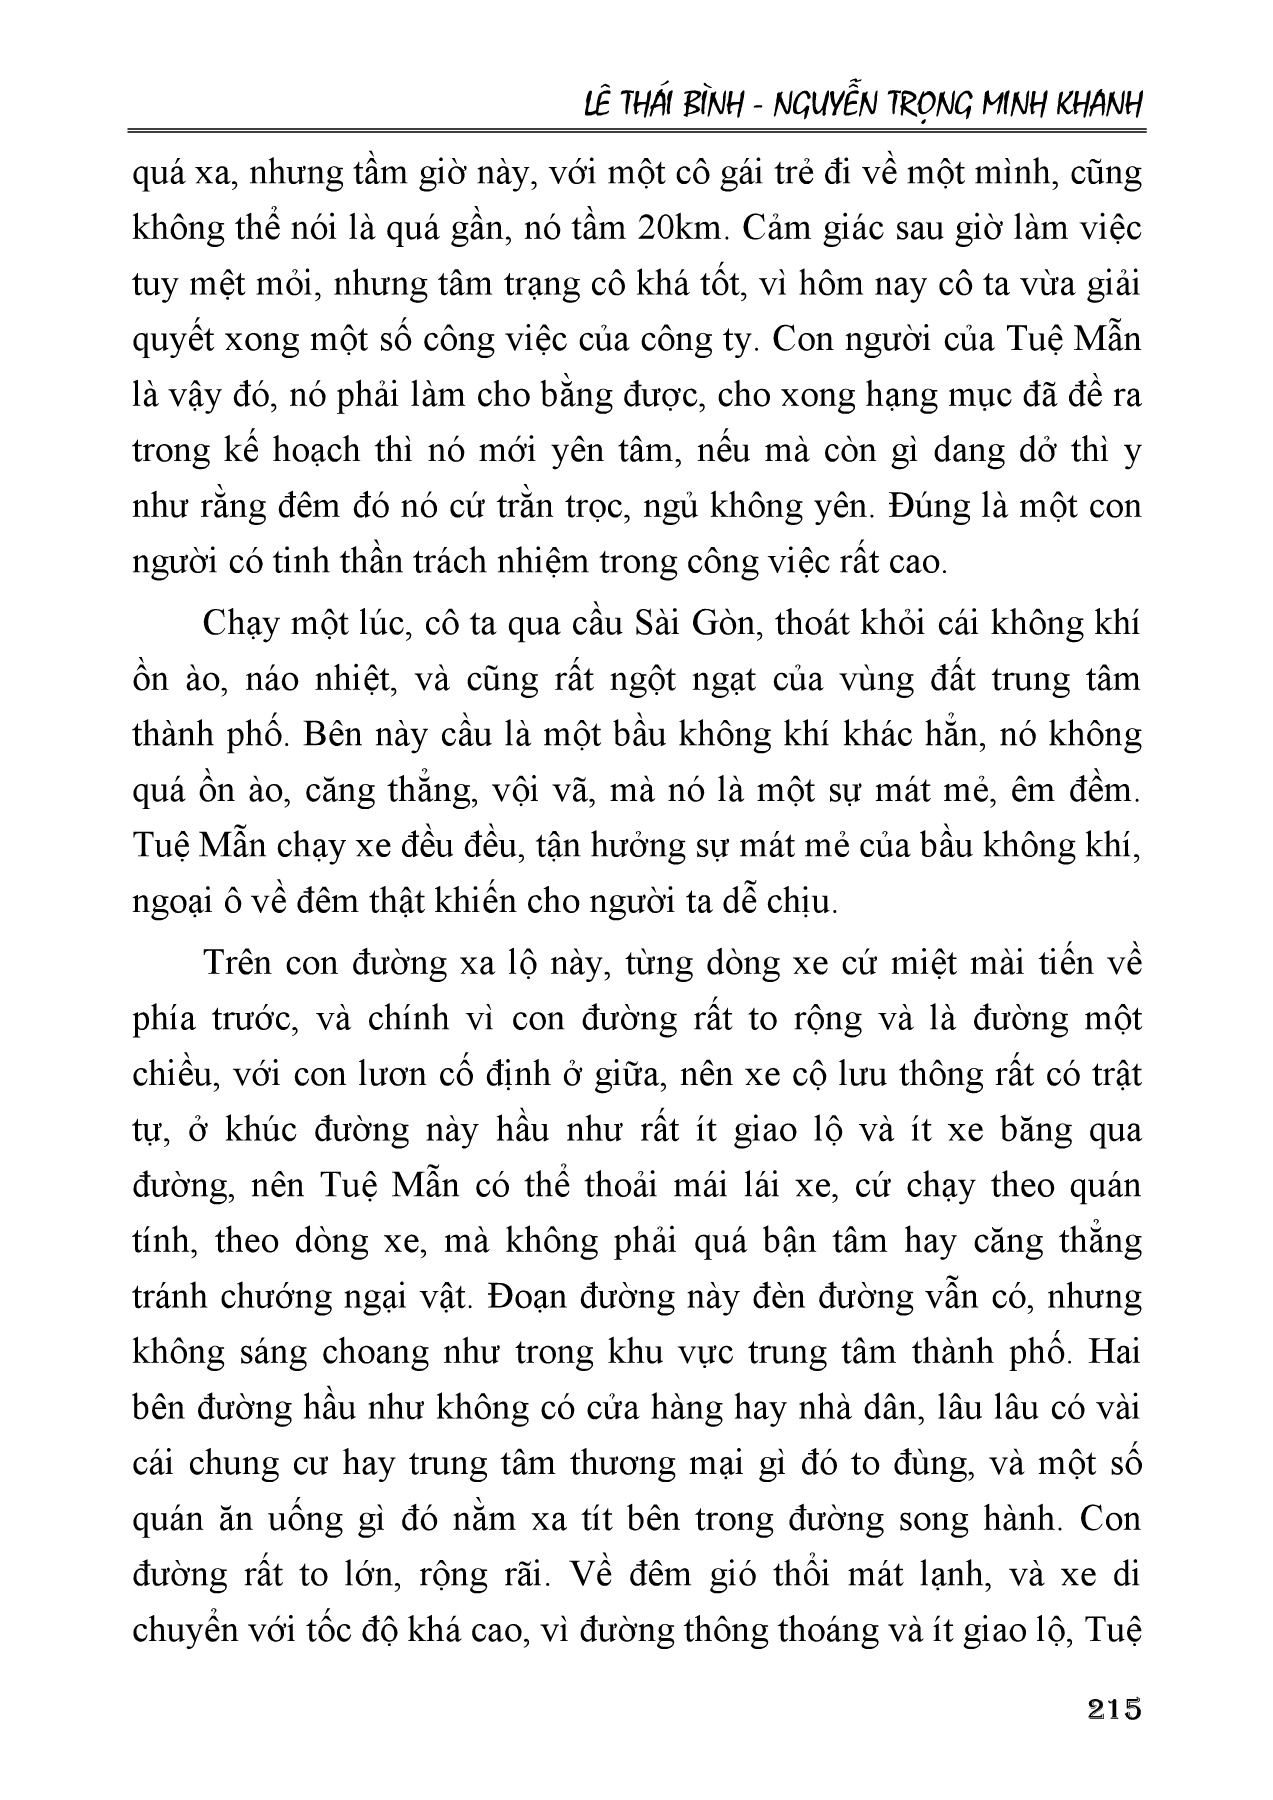 LÊ THÁI BÌNH - NGUYỄN TRỌNG MINH KHANH
quá xa, nhưng tầm giờ này, với một cô gái trẻ đi về một mình, cũng
không thể nói là quá gần, nó tầm 20km. Cảm giác sau giờ làm việc
tuy mệt mỏi, nhưng tâm trạng cô khá tốt, vì hôm nay cô ta vừa giải
quyết xong một số công việc của công ty. Con người của Tuệ Mẫn
là vậy đó, nó phải làm cho bằng được, cho xong hạng mục đã đề ra
trong kế hoạch thì nó mới yên tâm, nếu mà còn gì dang dở thì y
như rằng đêm đó nó cứ trằn trọc, ngủ không yên. Đúng là một con
người có tinh thần trách nhiệm trong công việc rất cao.
Chạy một lúc, cô ta qua cầu Sài Gòn, thoát khỏi cái không khí
ồn ào, náo nhiệt, và cũng rất ngột ngạt của vùng đất trung tâm
thành phố. Bên này cầu là một bầu không khí khác hẳn, nó không
quá ồn ào, căng thẳng, vội vã, mà nó là một sự mát mẻ, êm đềm.
Tuệ Mẫn chạy xe đều đều, tận hưởng sự mát mẻ của bầu không khí,
ngoại ô về đêm thật khiến cho người ta dễ chịu.
Trên con đường xa lộ này, từng dòng xe cứ miệt mài tiến về
phía trước, và chính vì con đường rất to rộng và là đường một
chiều, với con lươn cố định ở giữa, nên xe cộ lưu thông rất có trật
tự, ở khúc đường này hầu như rất ít giao lộ và ít xe băng qua
đường, nên Tuệ Mẫn có thể thoải mái lái xe, cứ chạy theo quán
tính, theo dòng xe, mà không phải quá bận tâm hay căng thẳng
tránh chướng ngại vật. Đoạn đường này đèn đường vẫn có, nhưng
không sáng choang như trong khu vực trung tâm thành phố. Hai
bên đường hầu như không có cửa hàng hay nhà dân, lâu lâu có vài
cái chung cư hay trung tâm thương mại gì đó to đùng, và một số
quán ăn uống gì đó nằm xa tít bên trong đường song hành. Con
đường rất to lớn, rộng rãi. Về đêm gió thổi mát lạnh, và xe di
chuyển với tốc độ khá cao, vì đường thông thoáng và ít giao lộ, Tuệ
215